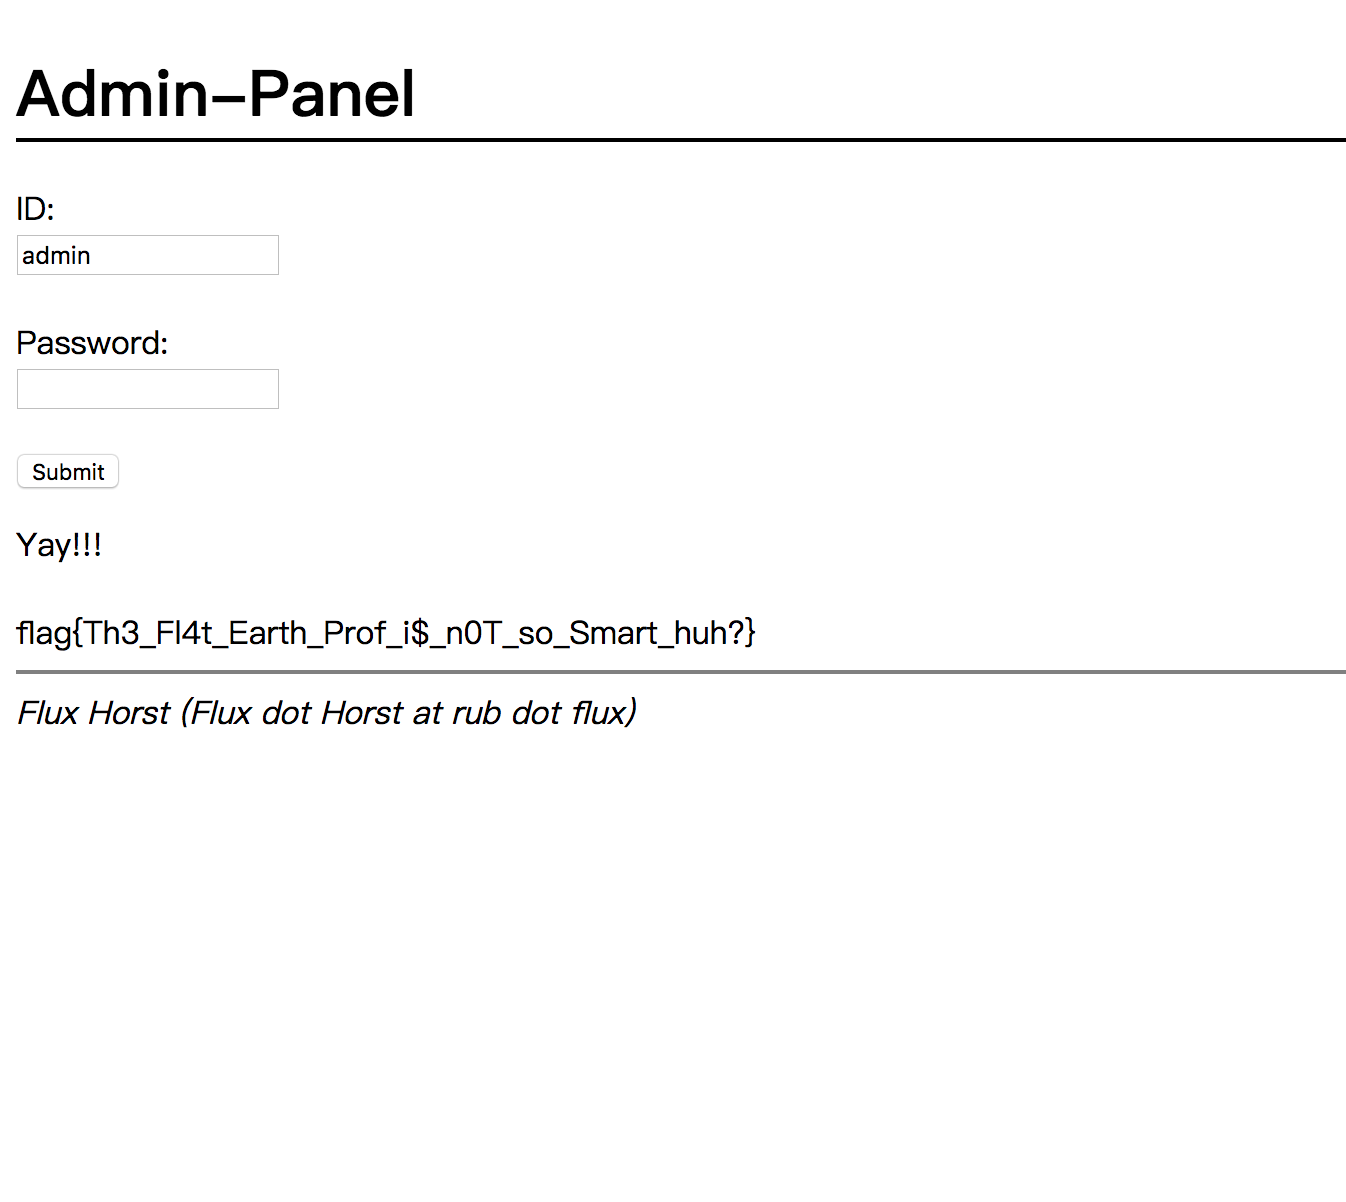 Admin-Panel
ID:
admin
Password:
Submit
Yay!!!
flag{Th3_Fl4t_Earth_Prof_i$_n0T_so_Smart_huh?}
Flux Horst (Flux dot Horst at rub dot flux)